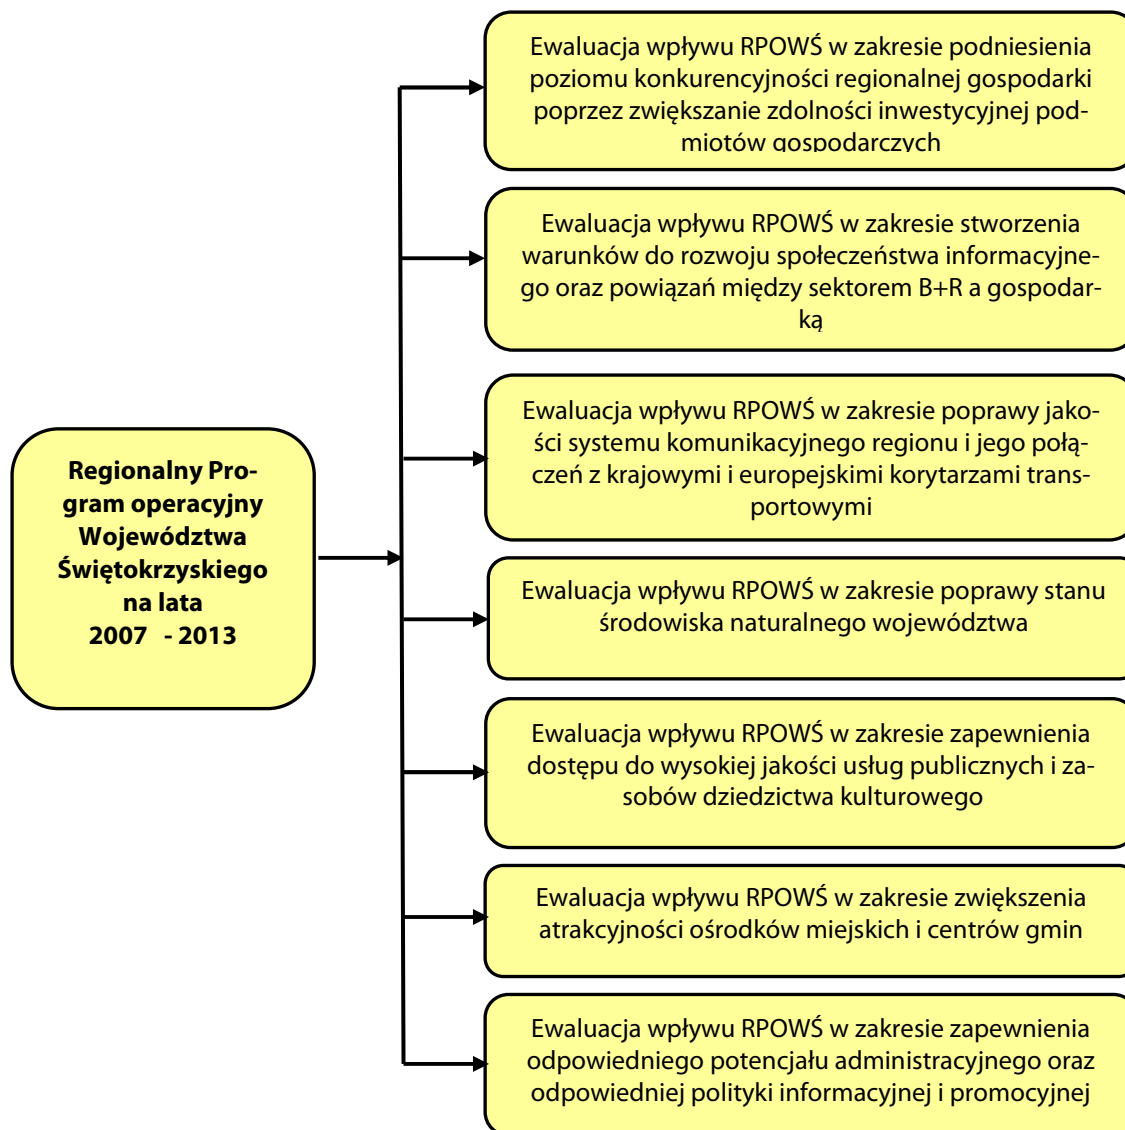 Ewaluacja wpływu RPOWŚ w zakresie podniesienia
poziomu konkurencyjności regionalnej gospodarki
poprzez zwiększanie zdolności inwestycyjnej pod-
miotów gospodarczych
Ewaluacja wpływu RPOWŚ w zakresie stworzenia
warunków do rozwoju społeczeństwa informacyjne-
go oraz powiązań między sektorem B+R a gospodar-
ką
Ewaluacja wpływu RPOWŚ w zakresie poprawy jako-
ści systemu komunikacyjnego regionu i jego połą-
czeń z krajowymi i europejskimi korytarzami trans-
portowymi
Regionalny Pro-
gram operacyjny
Województwa
Świętokrzyskiego
na lata
2007 - 2013
Ewaluacja wpływu RPOWŚ w zakresie poprawy stanu
środowiska naturalnego województwa
Ewaluacja wpływu RPOWŚ w zakresie zapewnienia
dostępu do wysokiej jakości usług publicznych i za-
sobów dziedzictwa kulturowego
Ewaluacja wpływu RPOWŚ w zakresie zwiększenia
atrakcyjności ośrodków miejskich i centrów gmin
Ewaluacja wpływu RPOWŚ w zakresie zapewnienia
odpowiedniego potencjału administracyjnego oraz
odpowiedniej polityki informacyjnej i promocyjnej